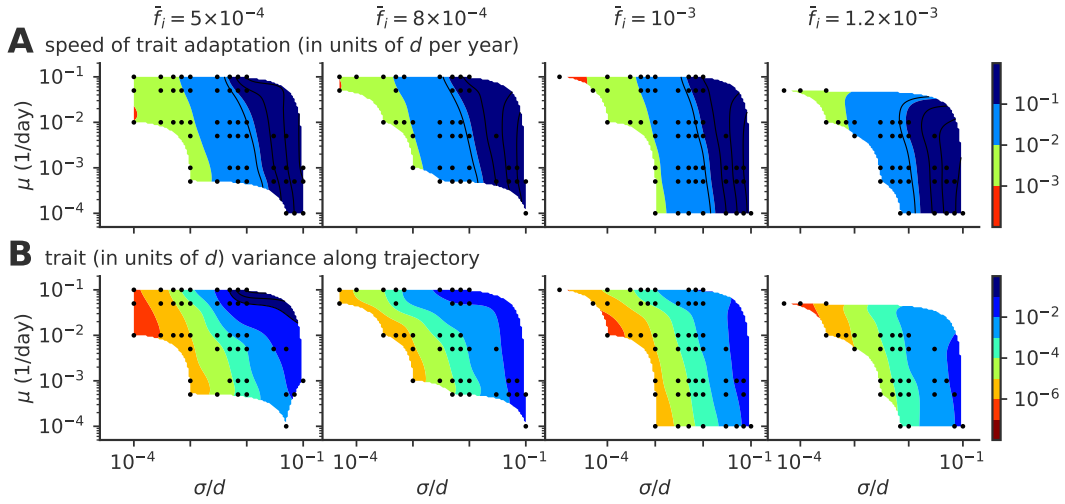 f̄ᵢ = 5×10⁻⁴ f̄ᵢ = 8×10⁻⁴ f̄ᵢ = 10⁻³ f̄ᵢ = 1.2×10⁻³
A speed of trait adaptation (in units of d per year)
μ (1/day)
10⁻¹
10⁻²
10⁻³
10⁻⁴
10⁻¹
10⁻²
10⁻³
B trait (in units of d) variance along trajectory
μ (1/day)
10⁻¹
10⁻²
10⁻³
10⁻⁴
10⁻²
10⁻⁴
10⁻⁶
10⁻⁴ 10⁻¹ 10⁻⁴ 10⁻¹ 10⁻⁴ 10⁻¹ 10⁻⁴ 10⁻¹
σ/d σ/d σ/d σ/d